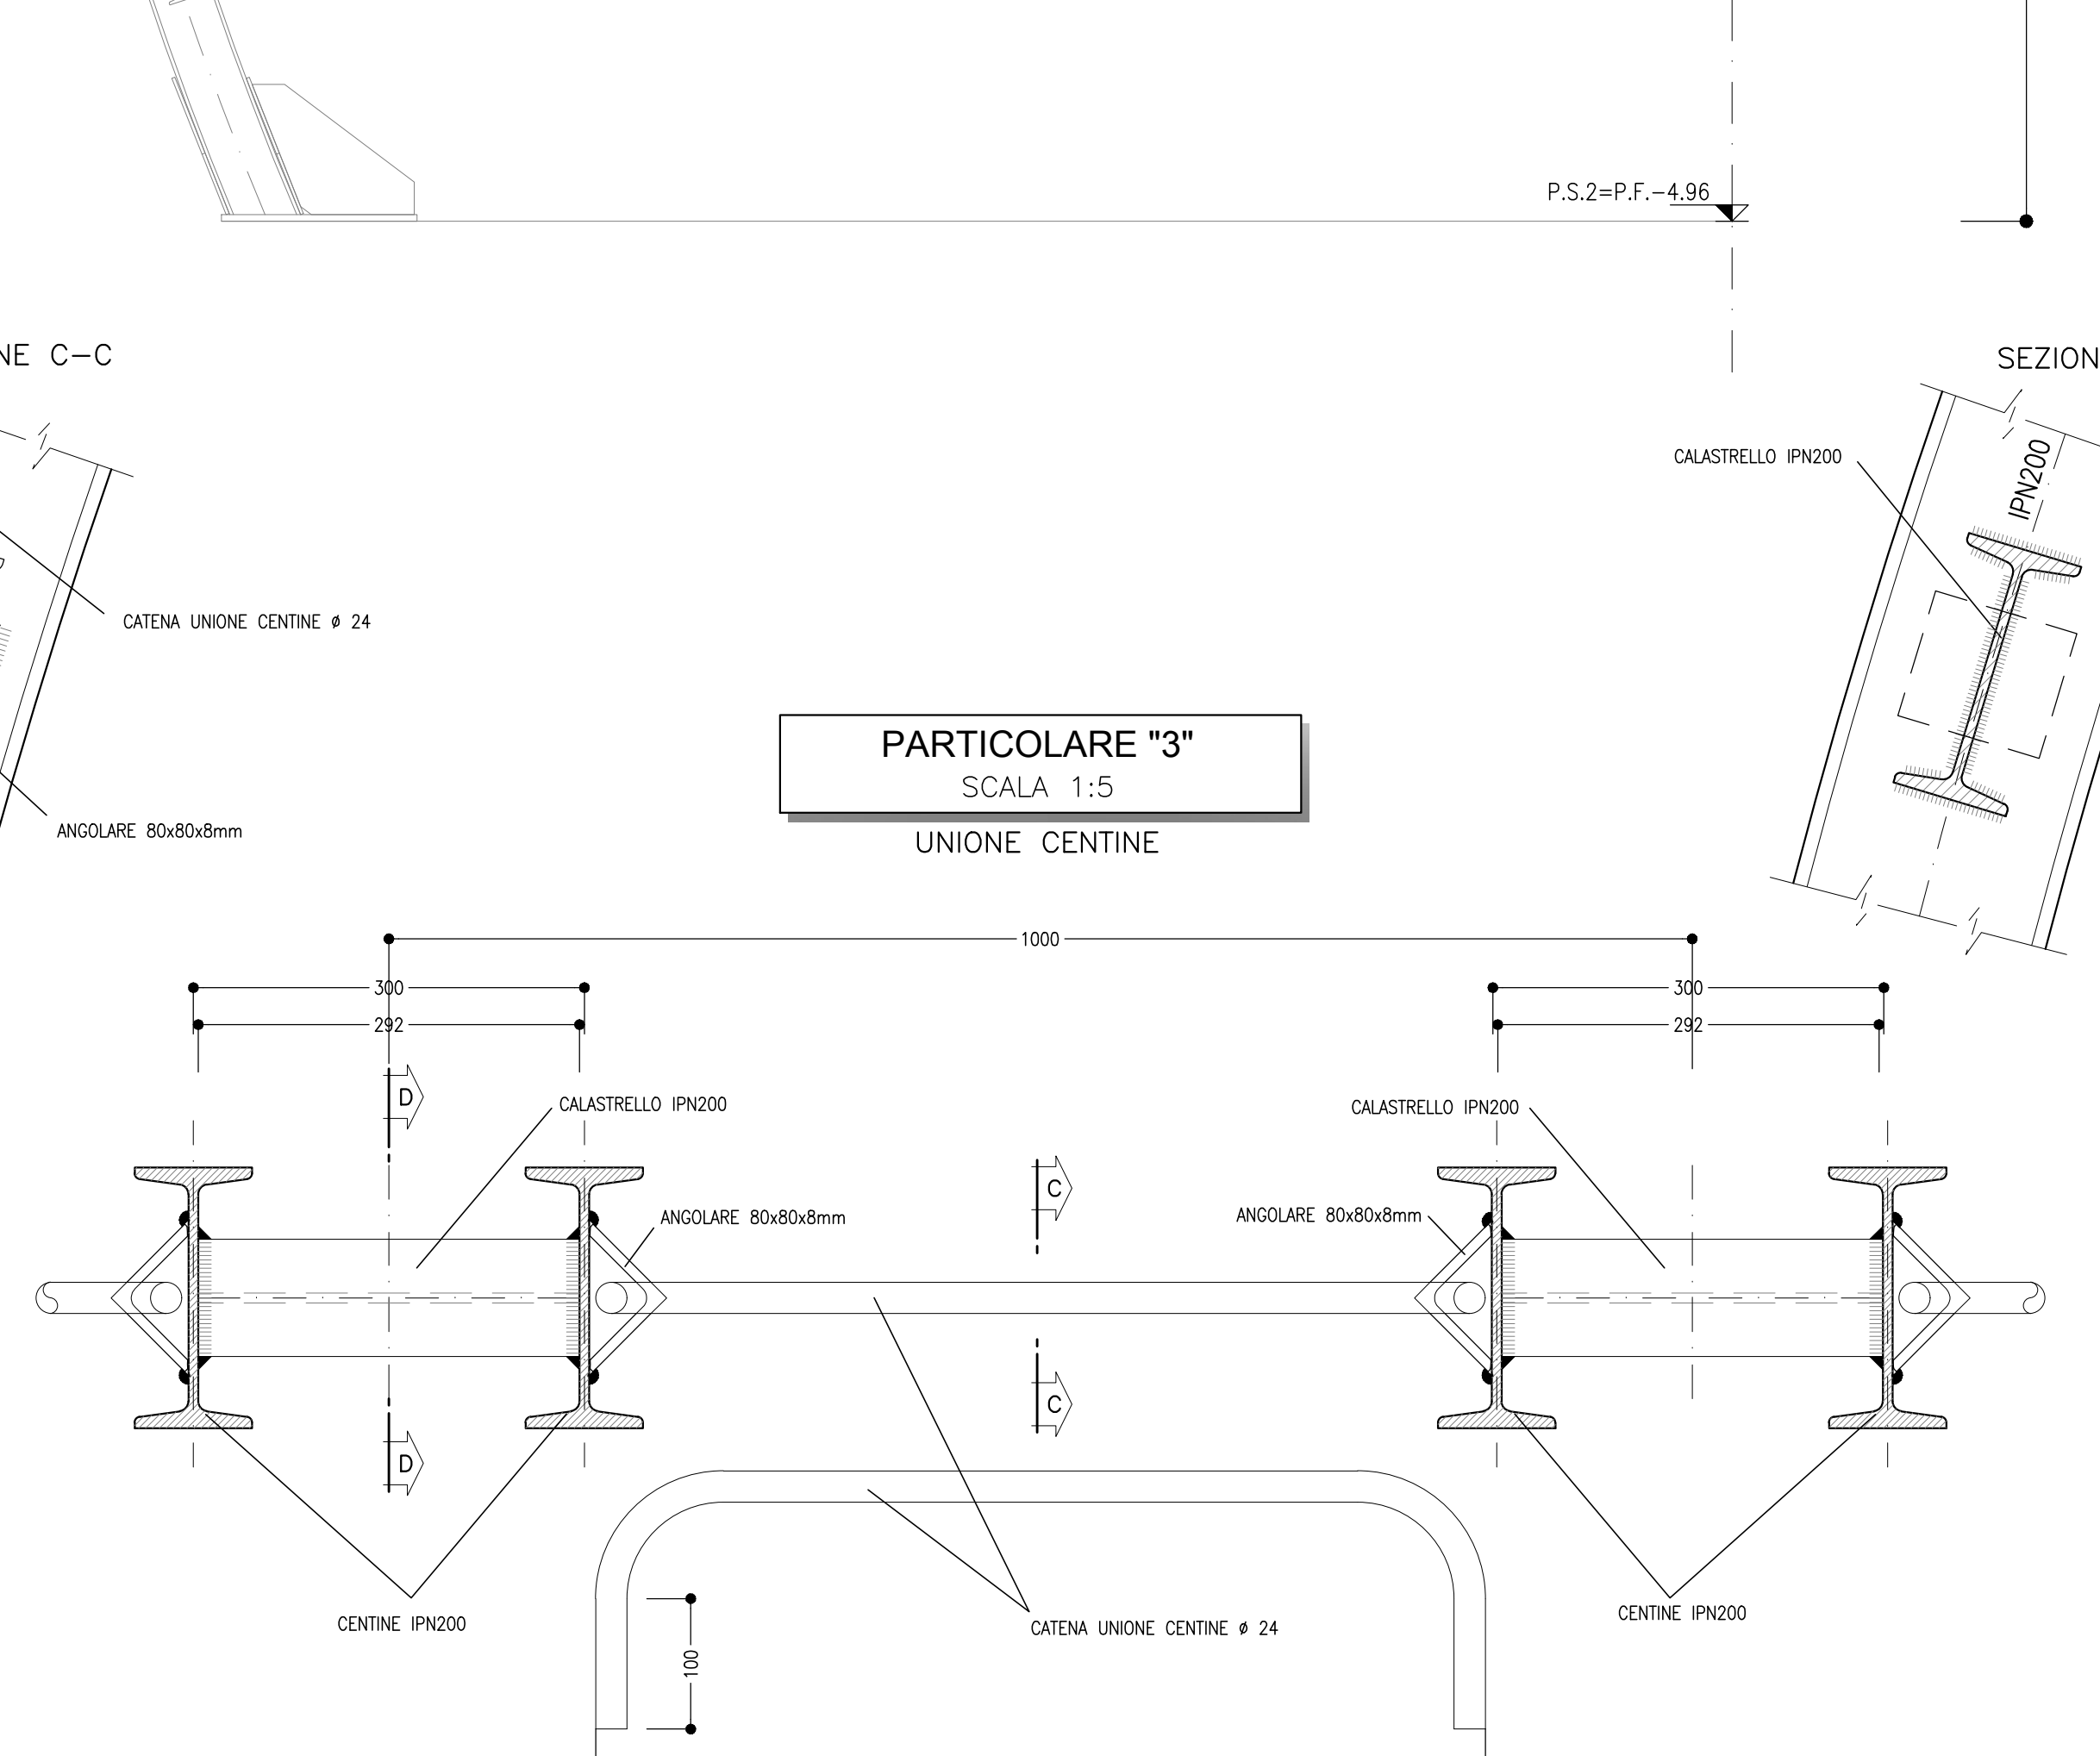 P.S.2=P.F.-4.96
NE C-C
SEZION
CALASTRELLO IPN200
IPN200
CATENA UNIONE CENTINE ø 24
PARTICOLARE "3"
SCALA 1:5
ANGOLARE 80x80x8mm
UNIONE CENTINE
1000
300
300
292
292
D
CALASTRELLO IPN200
CALASTRELLO IPN200
C
ANGOLARE 80x80x8mm
ANGOLARE 80x80x8mm
C
D
CENTINE IPN200
CATENA UNIONE CENTINE ø 24
CENTINE IPN200
100